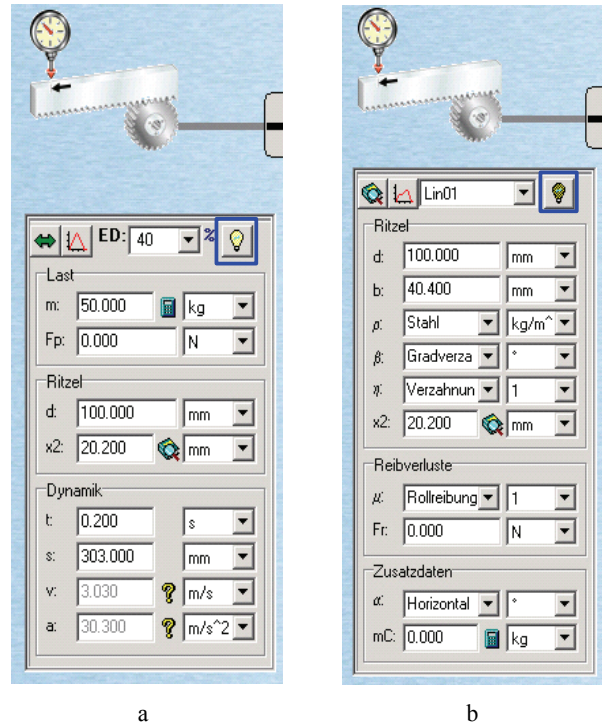 ED: 40 %
Last
m: 50.000 kg
Fp: 0.000 N
Ritzel
d: 100.000 mm
x2: 20.200 mm
Dynamik
t: 0.200 s
s: 303.000 mm
v: 3.030 ? m/s
a: 30.300 ? m/s^2
a
Lin01
Ritzel
d: 100.000 mm
b: 40.400 mm
ρ: Stahl kg/m^
β: Gradverza °
η: Verzahnun 1
x2: 20.200 mm
Reibverluste
μ: Rollreibung 1
Fr: 0.000 N
Zusatzdaten
α: Horizontal °
mC: 0.000 kg
b